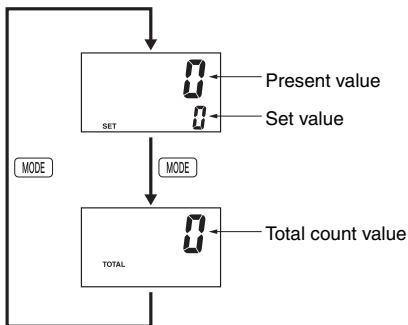 0
Present value
SET 0
Set value
MODE MODE
0
Total count value
TOTAL